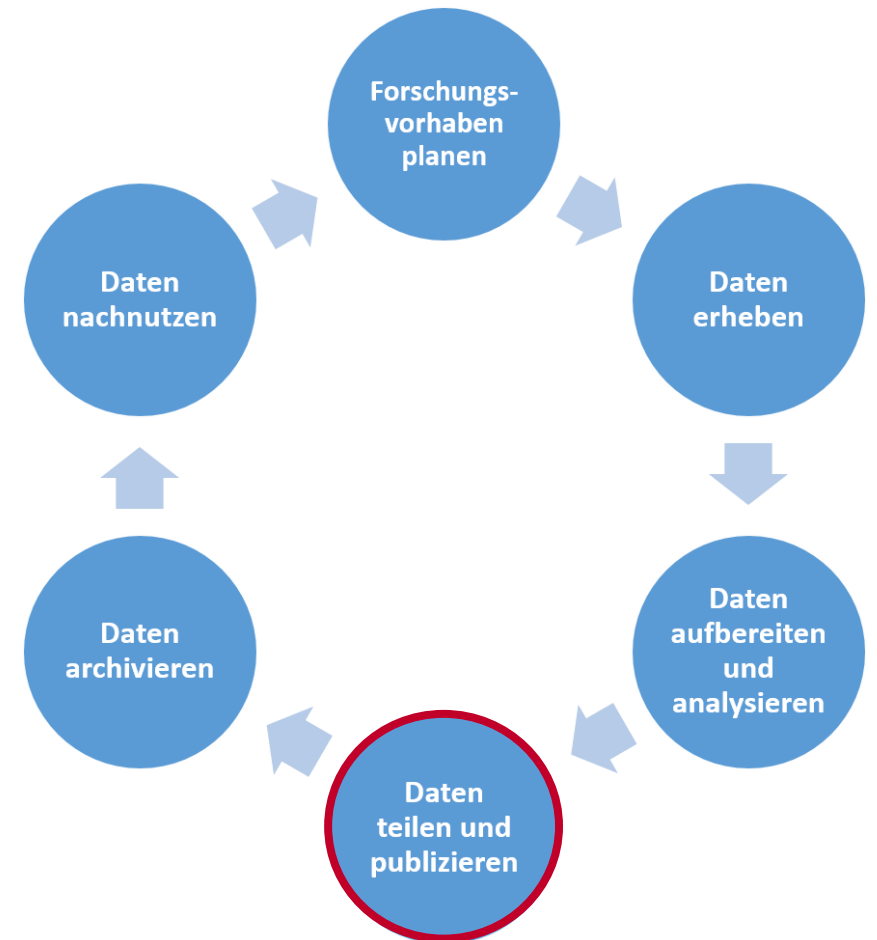 Forschungs-
vorhaben
planen
Daten
erheben
Daten
aufbereiten
und
analysieren
Daten
teilen und
publizieren
Daten
archivieren
Daten
nachnutzen